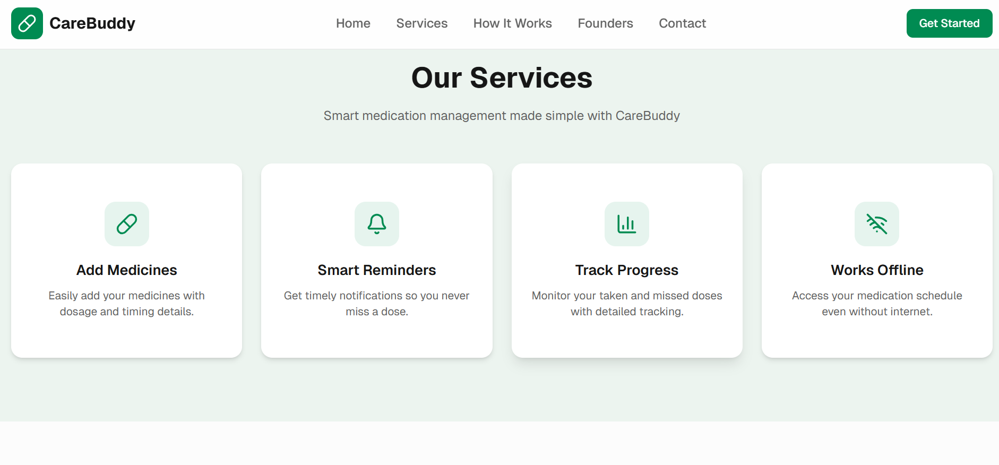 CareBuddy
Home
Services
How It Works
Founders
Contact
Get Started
Our Services
Smart medication management made simple with CareBuddy
Add Medicines
Easily add your medicines with
dosage and timing details.
Smart Reminders
Get timely notifications so you never
miss a dose.
Track Progress
Monitor your taken and missed doses
with detailed tracking.
Works Offline
Access your medication schedule
even without internet.